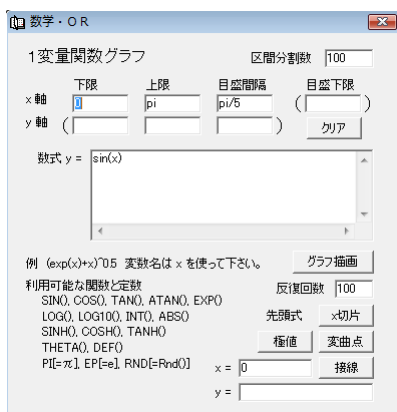 数学・OR
1変量関数グラフ
区間分割数 100
下限 上限 目盛間隔 目盛下限
x軸 0 pi pi/5 ( )
y軸 ( ) クリア
数式 y = sin(x)
例 (exp(x)+x)^0.5 変数名は x を使って下さい。 グラフ描画
利用可能な関数と定数 反復回数 100
SIN(), COS(), TAN(), ATAN(), EXP()
LOG(), LOG10(), INT(), ABS() 先頭式 x切片
SINH(), COSH(), TANH()
THETA(), DEF() 極値 変曲点
PI[=π], EP[=e], RND[=Rnd()] x = 0 接線
y =